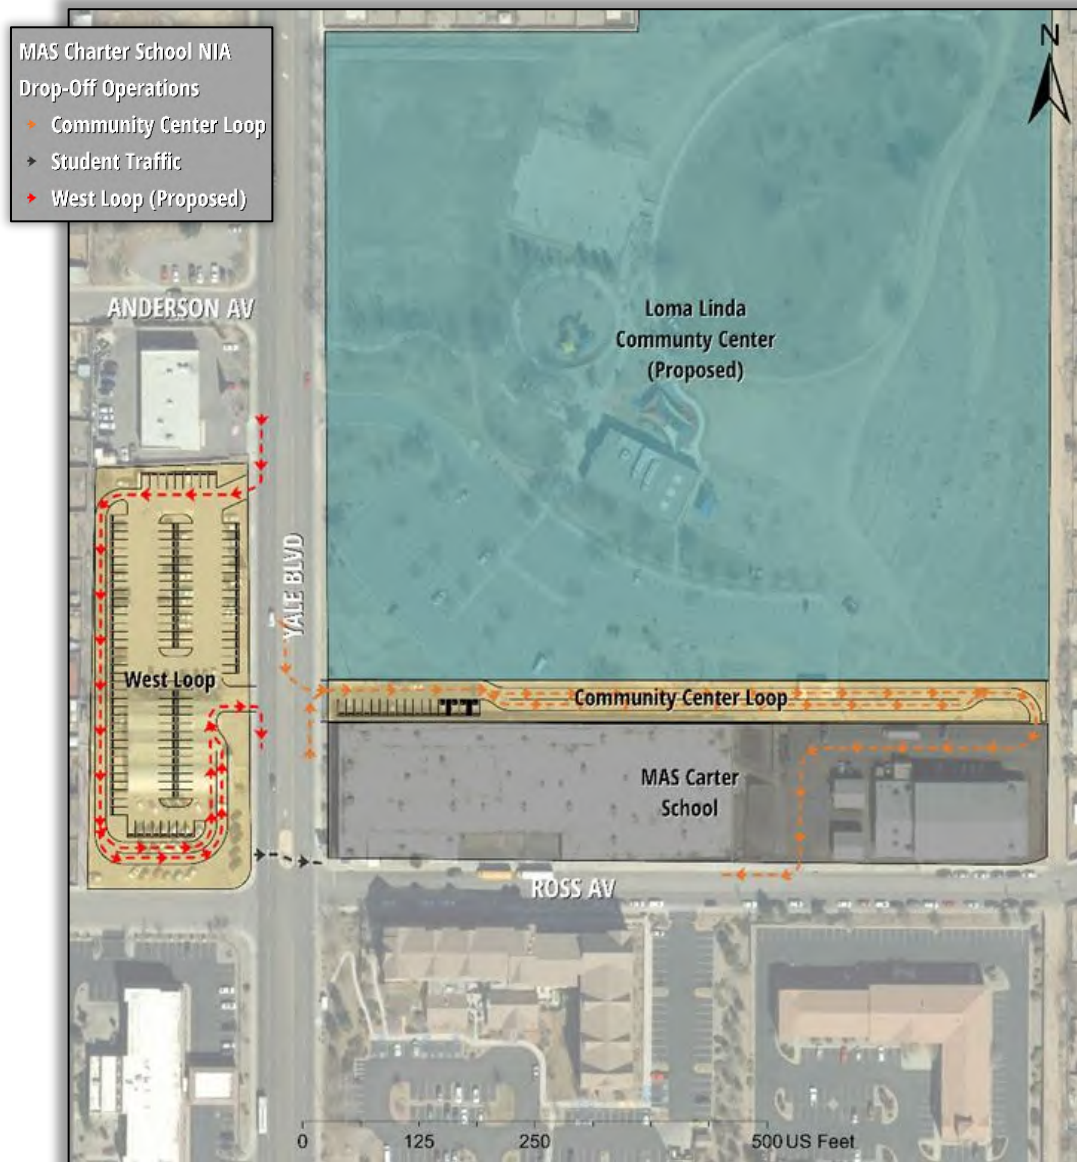 MAS Charter School NIA
Drop-Off Operations
Community Center Loop
Student Traffic
West Loop (Proposed)
N
ANDERSON AV
Loma Linda
Communty Center
(Proposed)
YALE BLVD
West Loop
Community Center Loop
MAS Carter
School
ROSS AV
0 125 250 500 US Feet